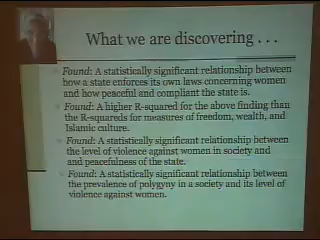 What we are discovering . . .
Found: A statistically significant relationship between
how a state enforces its own laws concerning women
and how peaceful and compliant the state is.
Found: A higher R-squared for the above finding than
the R-squareds for measures of freedom, wealth, and
Islamic culture.
Found: A statistically significant relationship between
the level of violence against women in society and
and peacefulness of the state.
Found: A statistically significant relationship between
the prevalence of polygyny in a society and its level of
violence against women.